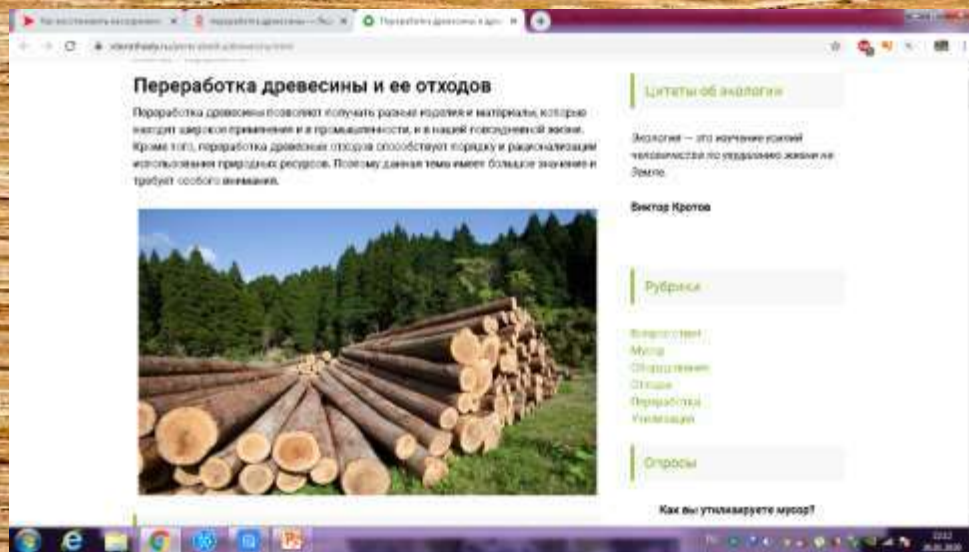 Переработка древесины и ее отходов
Переработка древесины позволяет получать разные изделия и материалы, которые
находят широкое применение и в промышленности, и в нашей повседневной жизни.
Кроме того, переработка древесных отходов способствует порядку и рационализации
использования природных ресурсов. Поэтому данная тема имеет большое значение и
требует особого внимания.
Цитаты об экологии
Экология — это изучение усилий
человечества по ухудшению жизни на
Земле.
Виктор Кротов
Рубрики
Вопрос-ответ
Мусор
Оборудование
Отходы
Переработка
Утилизация
Опросы
Как вы утилизируете мусор?